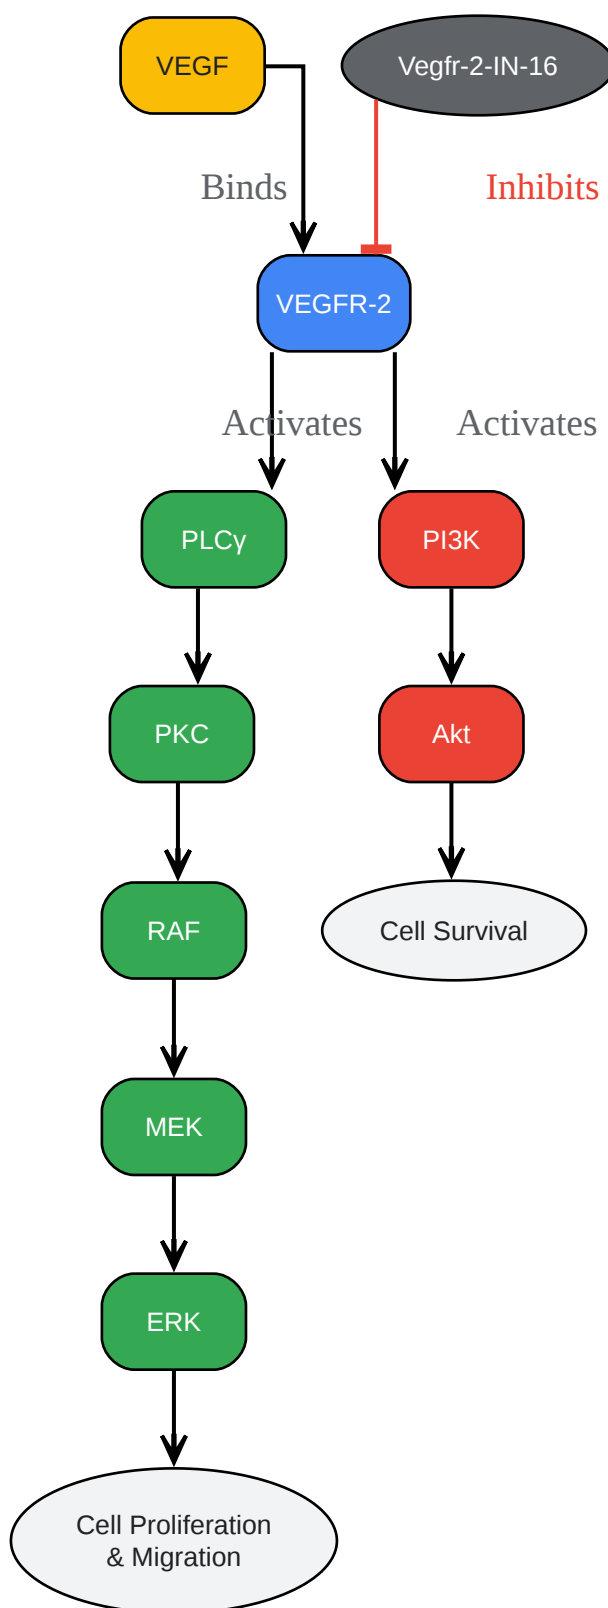 VEGF
Vegfr-2-IN-16
Binds
Inhibits
VEGFR-2
Activates
Activates
PLCγ
PI3K
PKC
Akt
RAF
Cell Survival
MEK
ERK
Cell Proliferation
& Migration